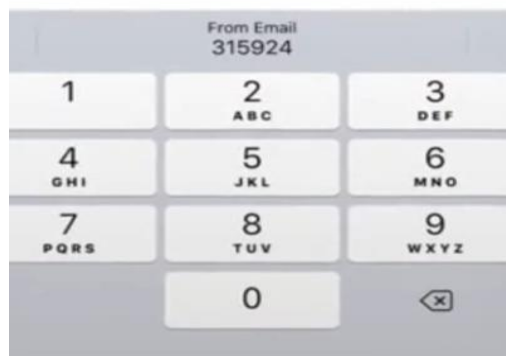 From Email
315924
1 2 3
ABC DEF
4 5 6
GHI JKL MNO
7 8 9
PQRS TUV WXYZ
0